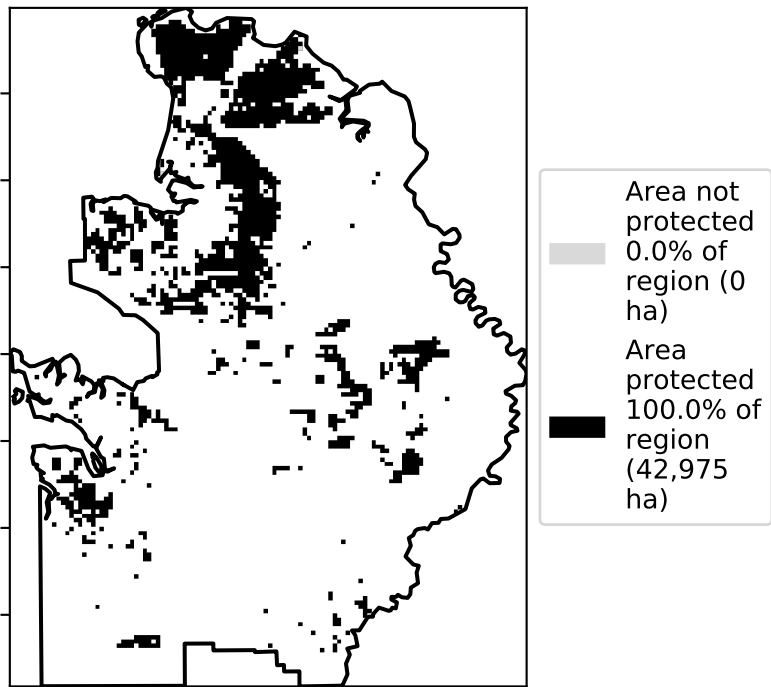 Area not
protected
0.0% of
region (0
ha)
Area
protected
100.0% of
region
(42,975
ha)